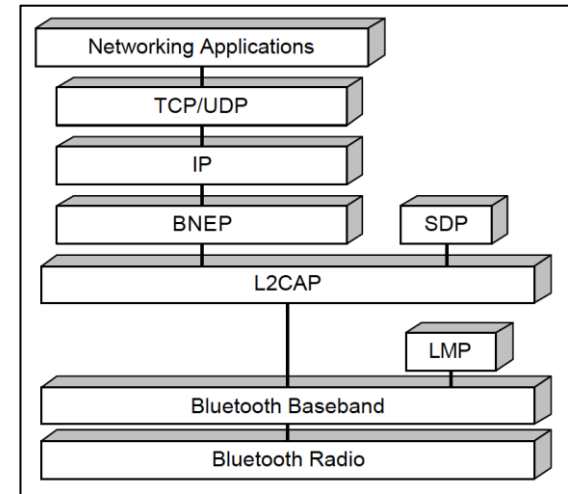 Networking Applications
TCP/UDP
IP
BNEP
SDP
L2CAP
LMP
Bluetooth Baseband
Bluetooth Radio